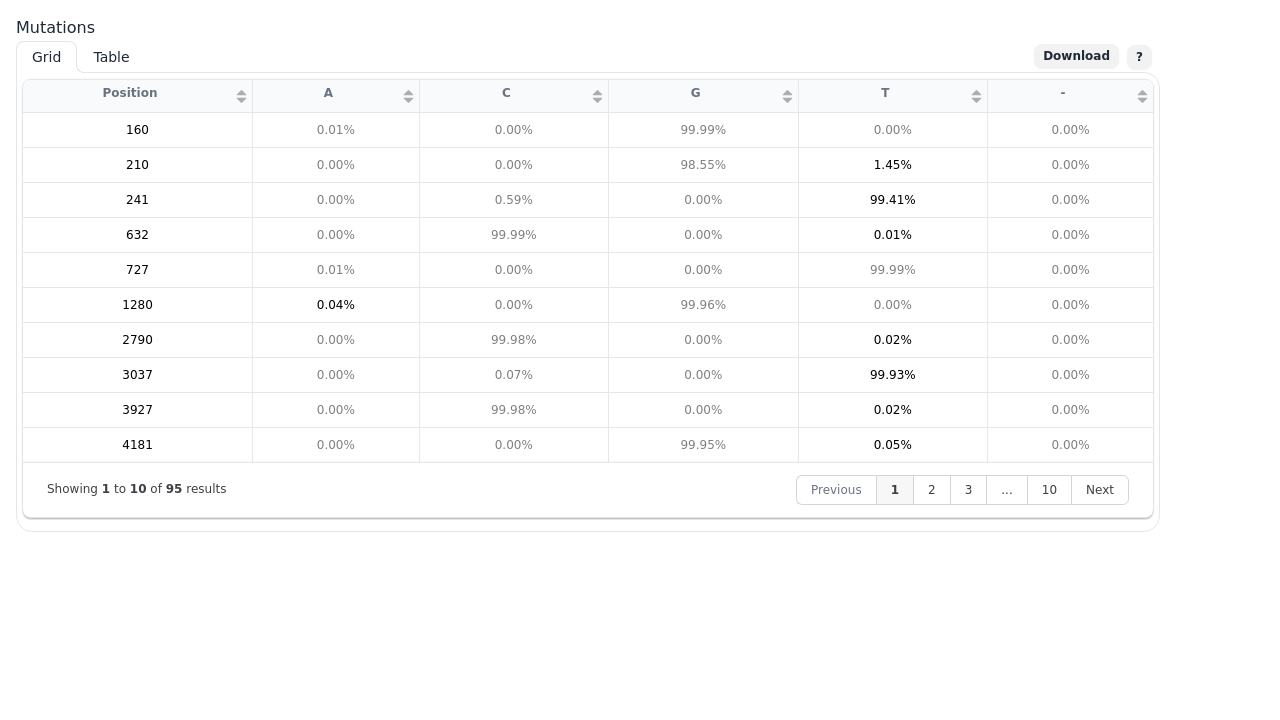 Mutations
Grid Table Download ?
Position A C G T -
160 0.01% 0.00% 99.99% 0.00% 0.00%
210 0.00% 0.00% 98.55% 1.45% 0.00%
241 0.00% 0.59% 0.00% 99.41% 0.00%
632 0.00% 99.99% 0.00% 0.01% 0.00%
727 0.01% 0.00% 0.00% 99.99% 0.00%
1280 0.04% 0.00% 99.96% 0.00% 0.00%
2790 0.00% 99.98% 0.00% 0.02% 0.00%
3037 0.00% 0.07% 0.00% 99.93% 0.00%
3927 0.00% 99.98% 0.00% 0.02% 0.00%
4181 0.00% 0.00% 99.95% 0.05% 0.00%
Showing 1 to 10 of 95 results Previous 1 2 3 ... 10 Next